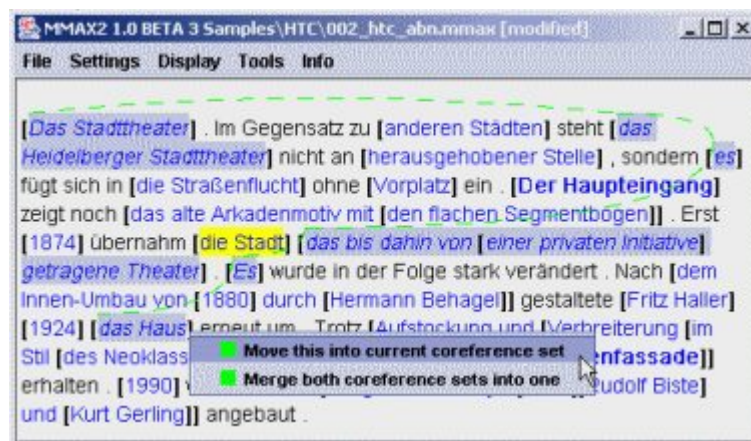 MMAX2 1.0 BETA 3 Samples\HTC\002_htc_abn.mmax [modified]
File Settings Display Tools Info
[Das Stadttheater] . Im Gegensatz zu [anderen Städten] steht [das
Heidelberger Stadttheater] nicht an [herausgehobener Stelle] , sondern [es]
fügt sich in [die Straßenflucht] ohne [Vorplatz] ein . [Der Haupteingang]
zeigt noch [das alte Arkadenmotiv mit [den flachen Segmentbögen]] . Erst
[1874] übernahm [die Stadt] [das bis dahin von [einer privaten Initiative]
getragene Theater] . [Es] wurde in der Folge stark verändert . Nach [dem
Innen-Umbau von [1880] durch [Hermann Behagel]] gestaltete [Fritz Haller]
[1924] [das Haus] erneut um . Trotz [Aufstockung und [Verbreiterung [im
Move this into current coreference set
Stil [des Neoklass enfassade]]
Merge both coreference sets into one
erhalten . [1990] udolf Biste]
und [Kurt Gerling]] angebaut .